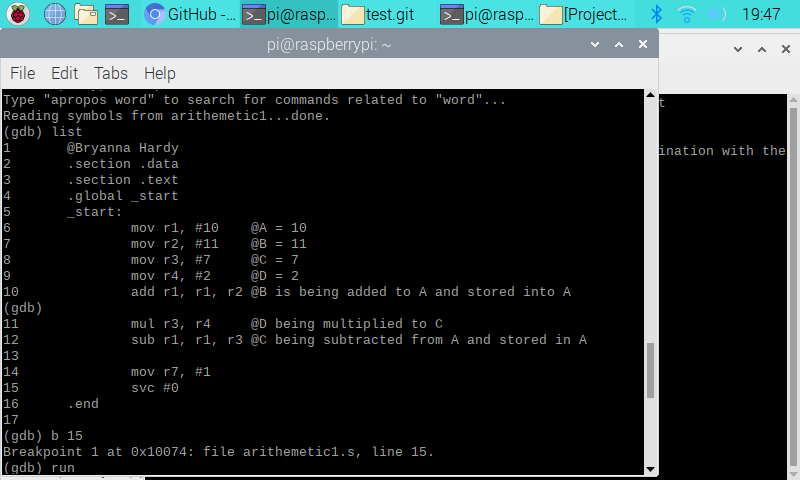 GitHub -... pi@rasp... test.git pi@rasp... [Project... 19:47
pi@raspberrypi: ~
File Edit Tabs Help
Type "apropos word" to search for commands related to "word"...
Reading symbols from arithemetic1...done.
(gdb) list
1 @Bryanna Hardy
2 .section .data
3 .section .text
4 .global _start
5 _start:
6 mov r1, #10 @A = 10
7 mov r2, #11 @B = 11
8 mov r3, #7 @C = 7
9 mov r4, #2 @D = 2
10 add r1, r1, r2 @B is being added to A and stored into A
(gdb)
11 mul r3, r4 @D being multiplied to C
12 sub r1, r1, r3 @C being subtracted from A and stored in A
13
14 mov r7, #1
15 svc #0
16 .end
17
(gdb) b 15
Breakpoint 1 at 0x10074: file arithemetic1.s, line 15.
(gdb) run
t
ination with the